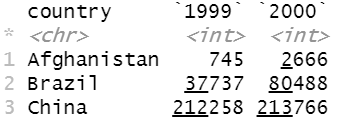 country `1999` `2000`
* <chr> <int> <int>
1 Afghanistan 745 2666
2 Brazil 37737 80488
3 China 212258 213766